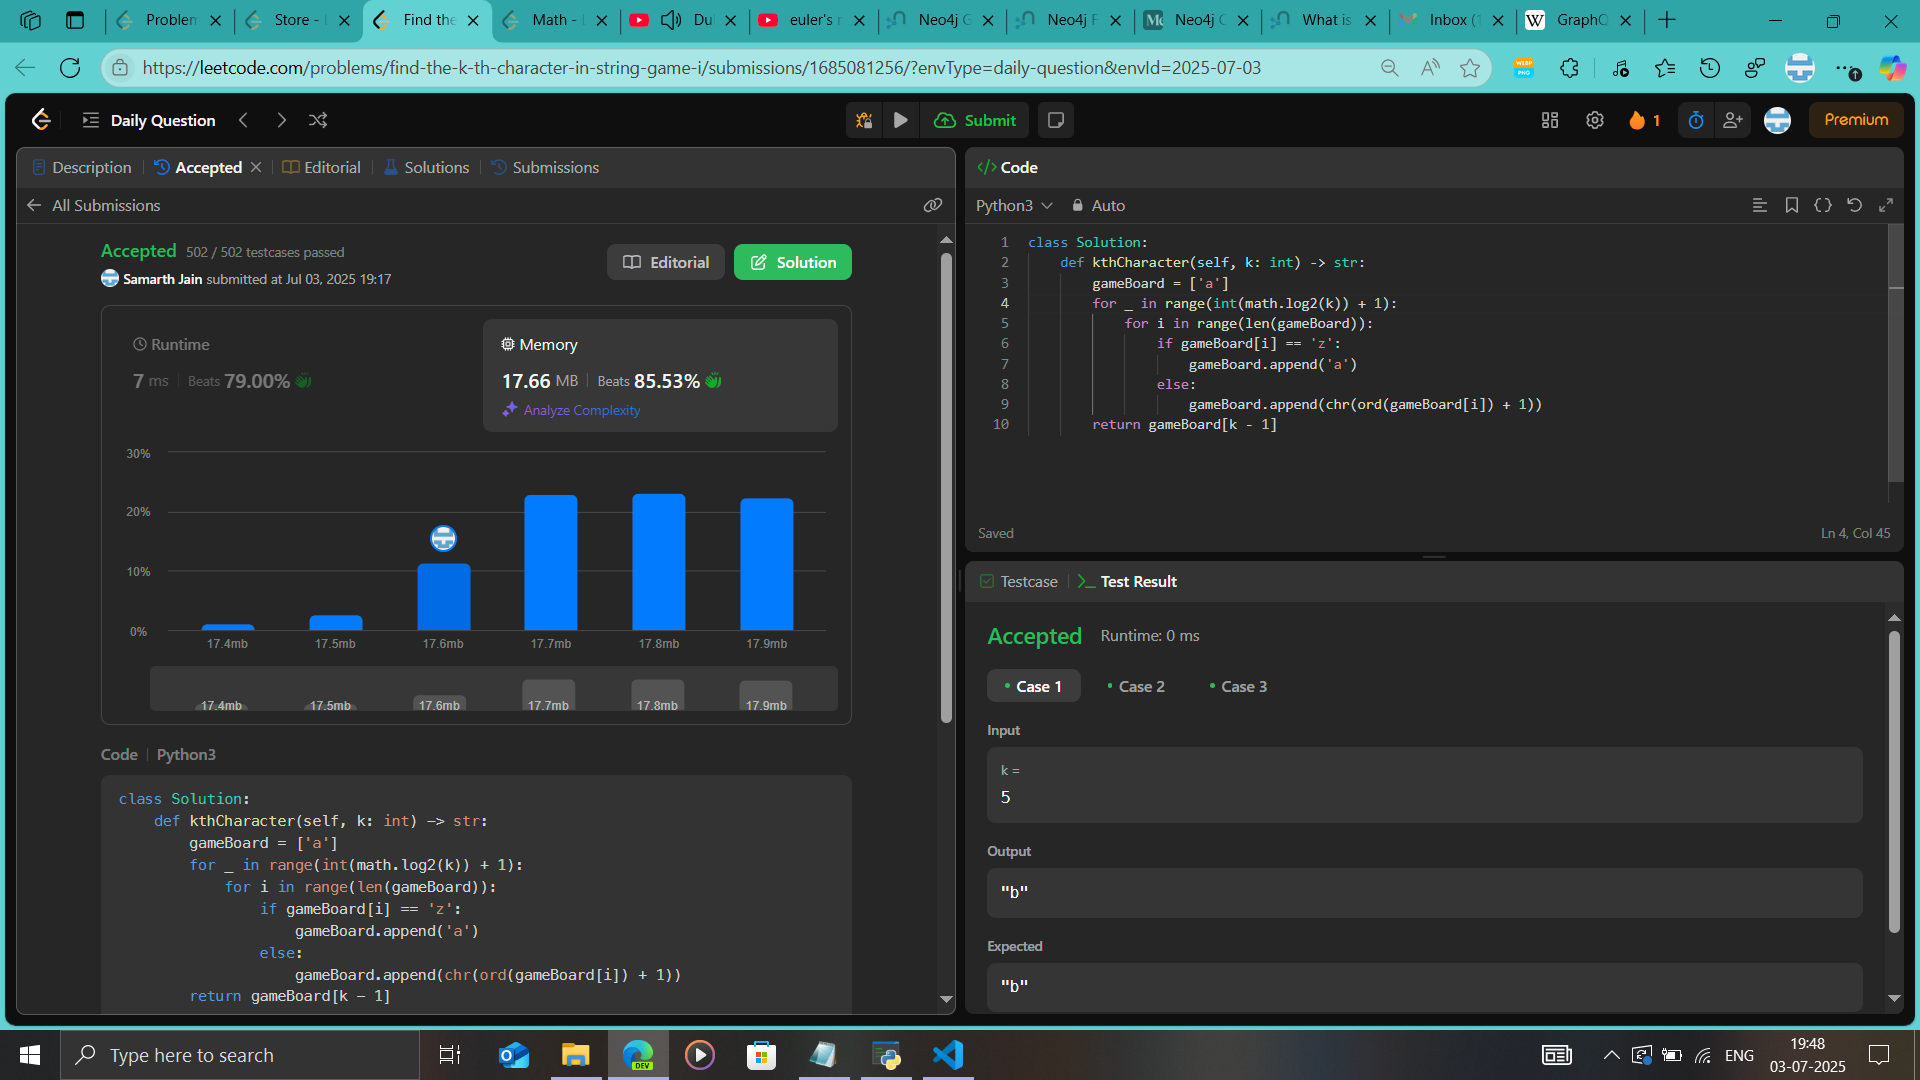 Problem
Store - L
Find the
Math - L
Du
euler's r
Neo4j G
Neo4j F
Neo4j C
What is
Inbox (1
GraphQ
https://leetcode.com/problems/find-the-k-th-character-in-string-game-i/submissions/1685081256/?envType=daily-question&envId=2025-07-03
Daily Question
Submit
1
Premium
Description
Accepted
Editorial
Solutions
Submissions
All Submissions
Accepted 502 / 502 testcases passed
Samarth Jain submitted at Jul 03, 2025 19:17
Editorial
Solution
Runtime
7 ms Beats 79.00%
Memory
17.66 MB Beats 85.53%
Analyze Complexity
30%
20%
10%
0%
17.4mb 17.5mb 17.6mb 17.7mb 17.8mb 17.9mb
17.4mb 17.5mb 17.6mb 17.7mb 17.8mb 17.9mb
Code Python3
class Solution:
def kthCharacter(self, k: int) -> str:
gameBoard = ['a']
for _ in range(int(math.log2(k)) + 1):
for i in range(len(gameBoard)):
if gameBoard[i] == 'z':
gameBoard.append('a')
else:
gameBoard.append(chr(ord(gameBoard[i]) + 1))
return gameBoard[k - 1]
</> Code
Python3 Auto
1 class Solution:
2 def kthCharacter(self, k: int) -> str:
3 gameBoard = ['a']
4 for _ in range(int(math.log2(k)) + 1):
5 for i in range(len(gameBoard)):
6 if gameBoard[i] == 'z':
7 gameBoard.append('a')
8 else:
9 gameBoard.append(chr(ord(gameBoard[i]) + 1))
10 return gameBoard[k - 1]
Saved
Ln 4, Col 45
Testcase
Test Result
Accepted Runtime: 0 ms
Case 1 Case 2 Case 3
Input
k =
5
Output
"b"
Expected
"b"
Type here to search
DEV
ENG
19:48
03-07-2025